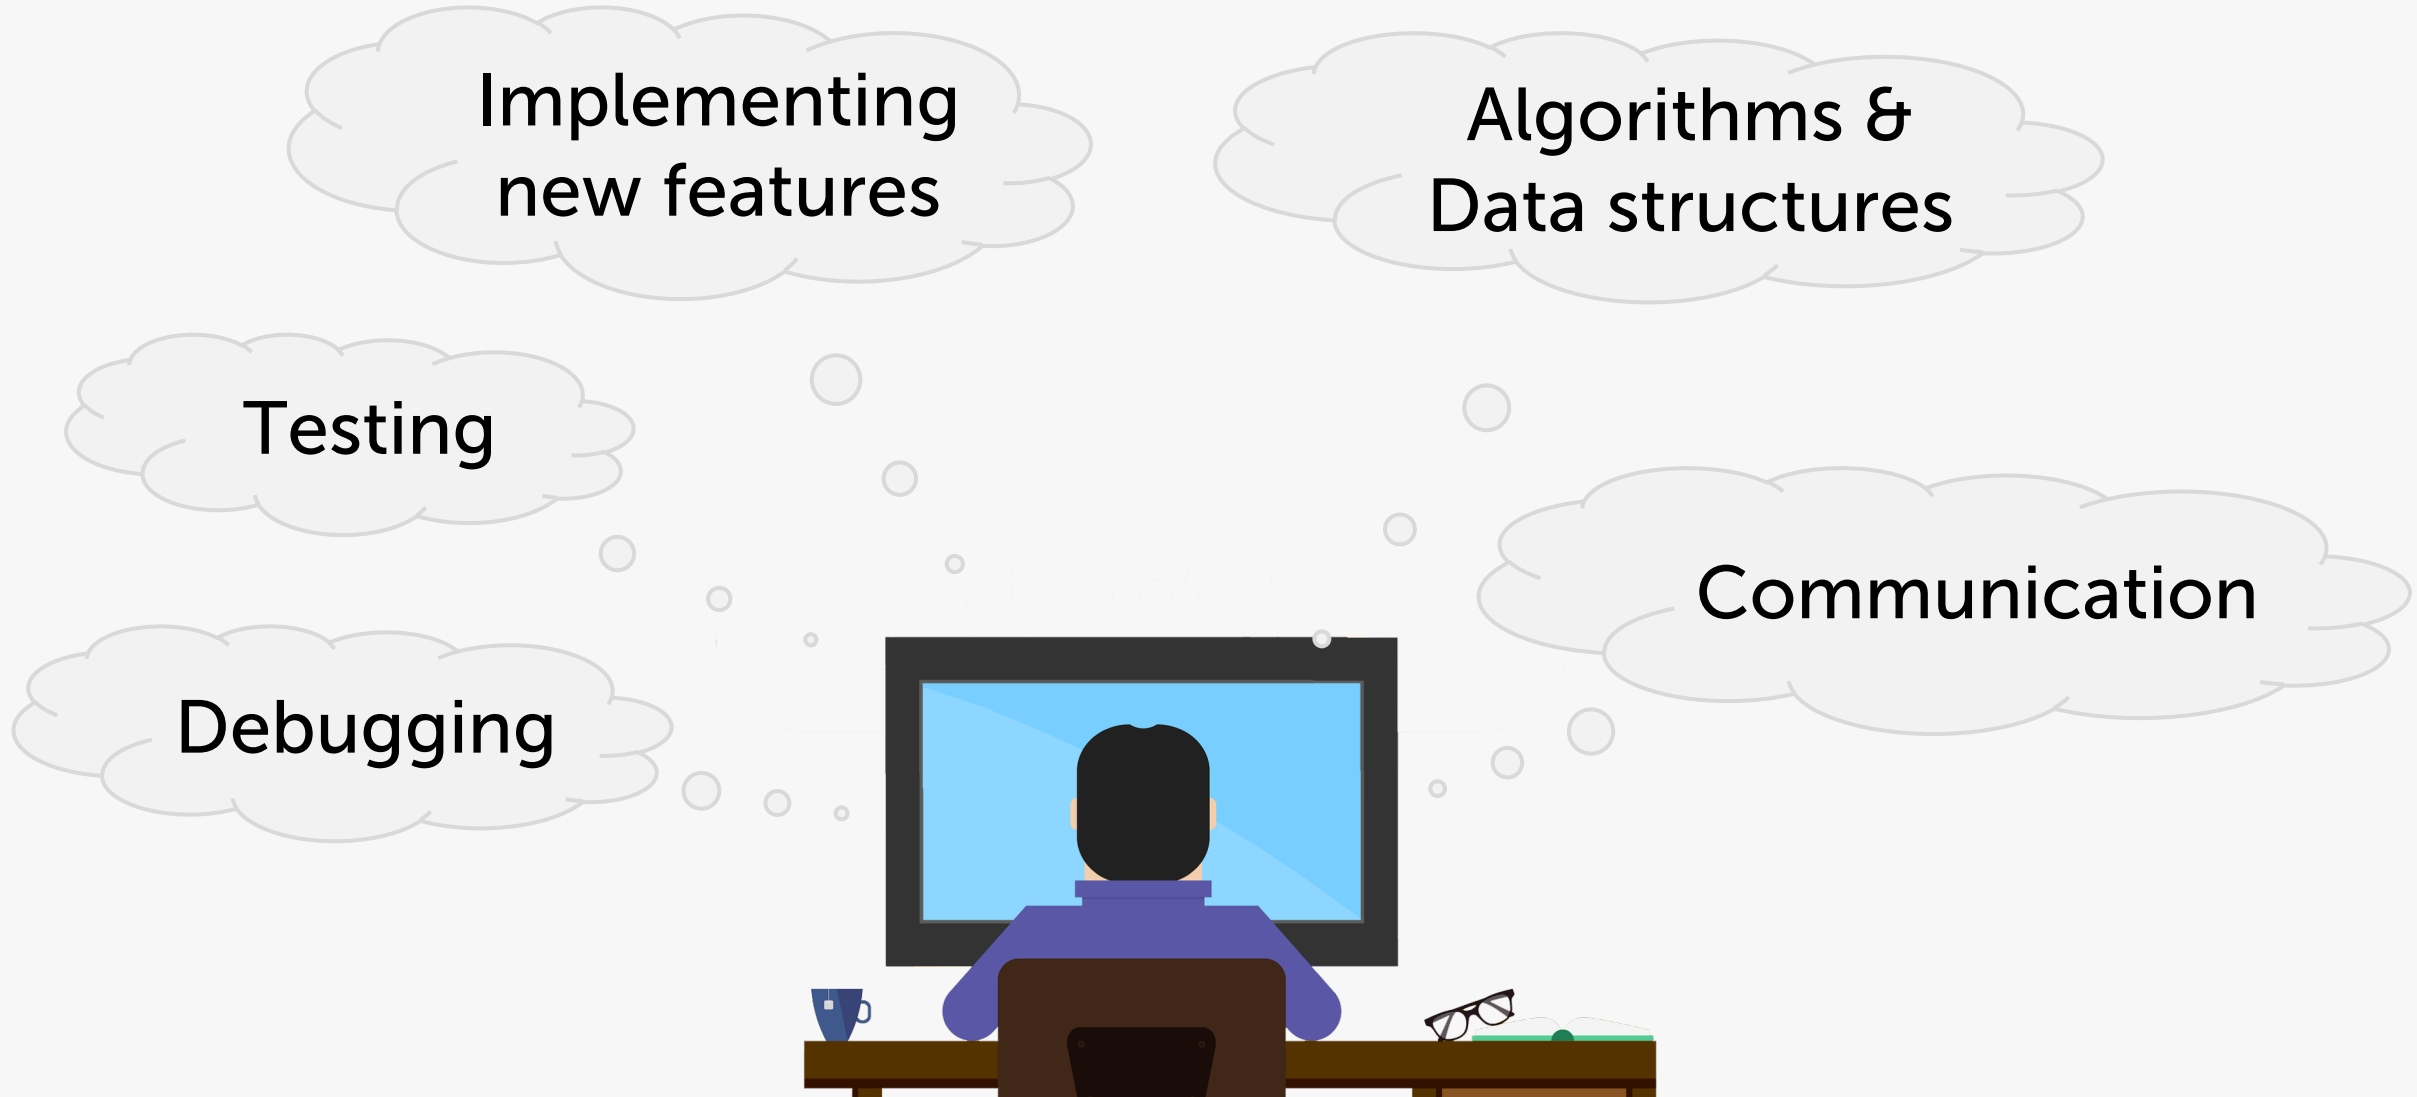 Implementing
new features
Algorithms &
Data structures
Testing
Communication
Debugging